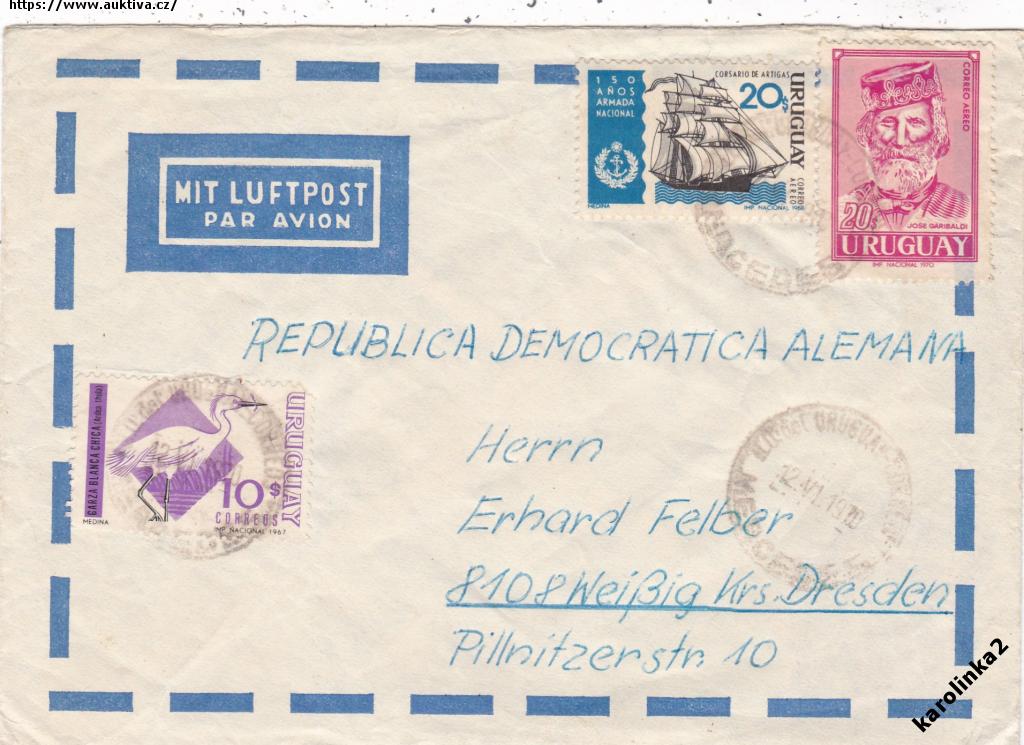 https://www.auktiva.cz/
MIT LUFTPOST
PAR AVION
150
AÑOS
ARMADA
NACIONAL
CORSARIO DE ARTIGAS
20$
URUGUAY
CORREO
AEREO
MEDINA
IMP. NACIONAL 1968
CORREO AEREO
20$
JOSE GARIBALDI
URUGUAY
IMP. NACIONAL 1970
MERCEDES
REPUBLICA DEMOCRATICA ALEMANA
GARZA BLANCA CHICA
URUGUAY
10$
CORREOS
MEDINA
IMP. NACIONAL 1967
Herrn
Erhard Felber
8108 Weißig Krs. Dresden
Pillnitzerstr. 10
karolinka2